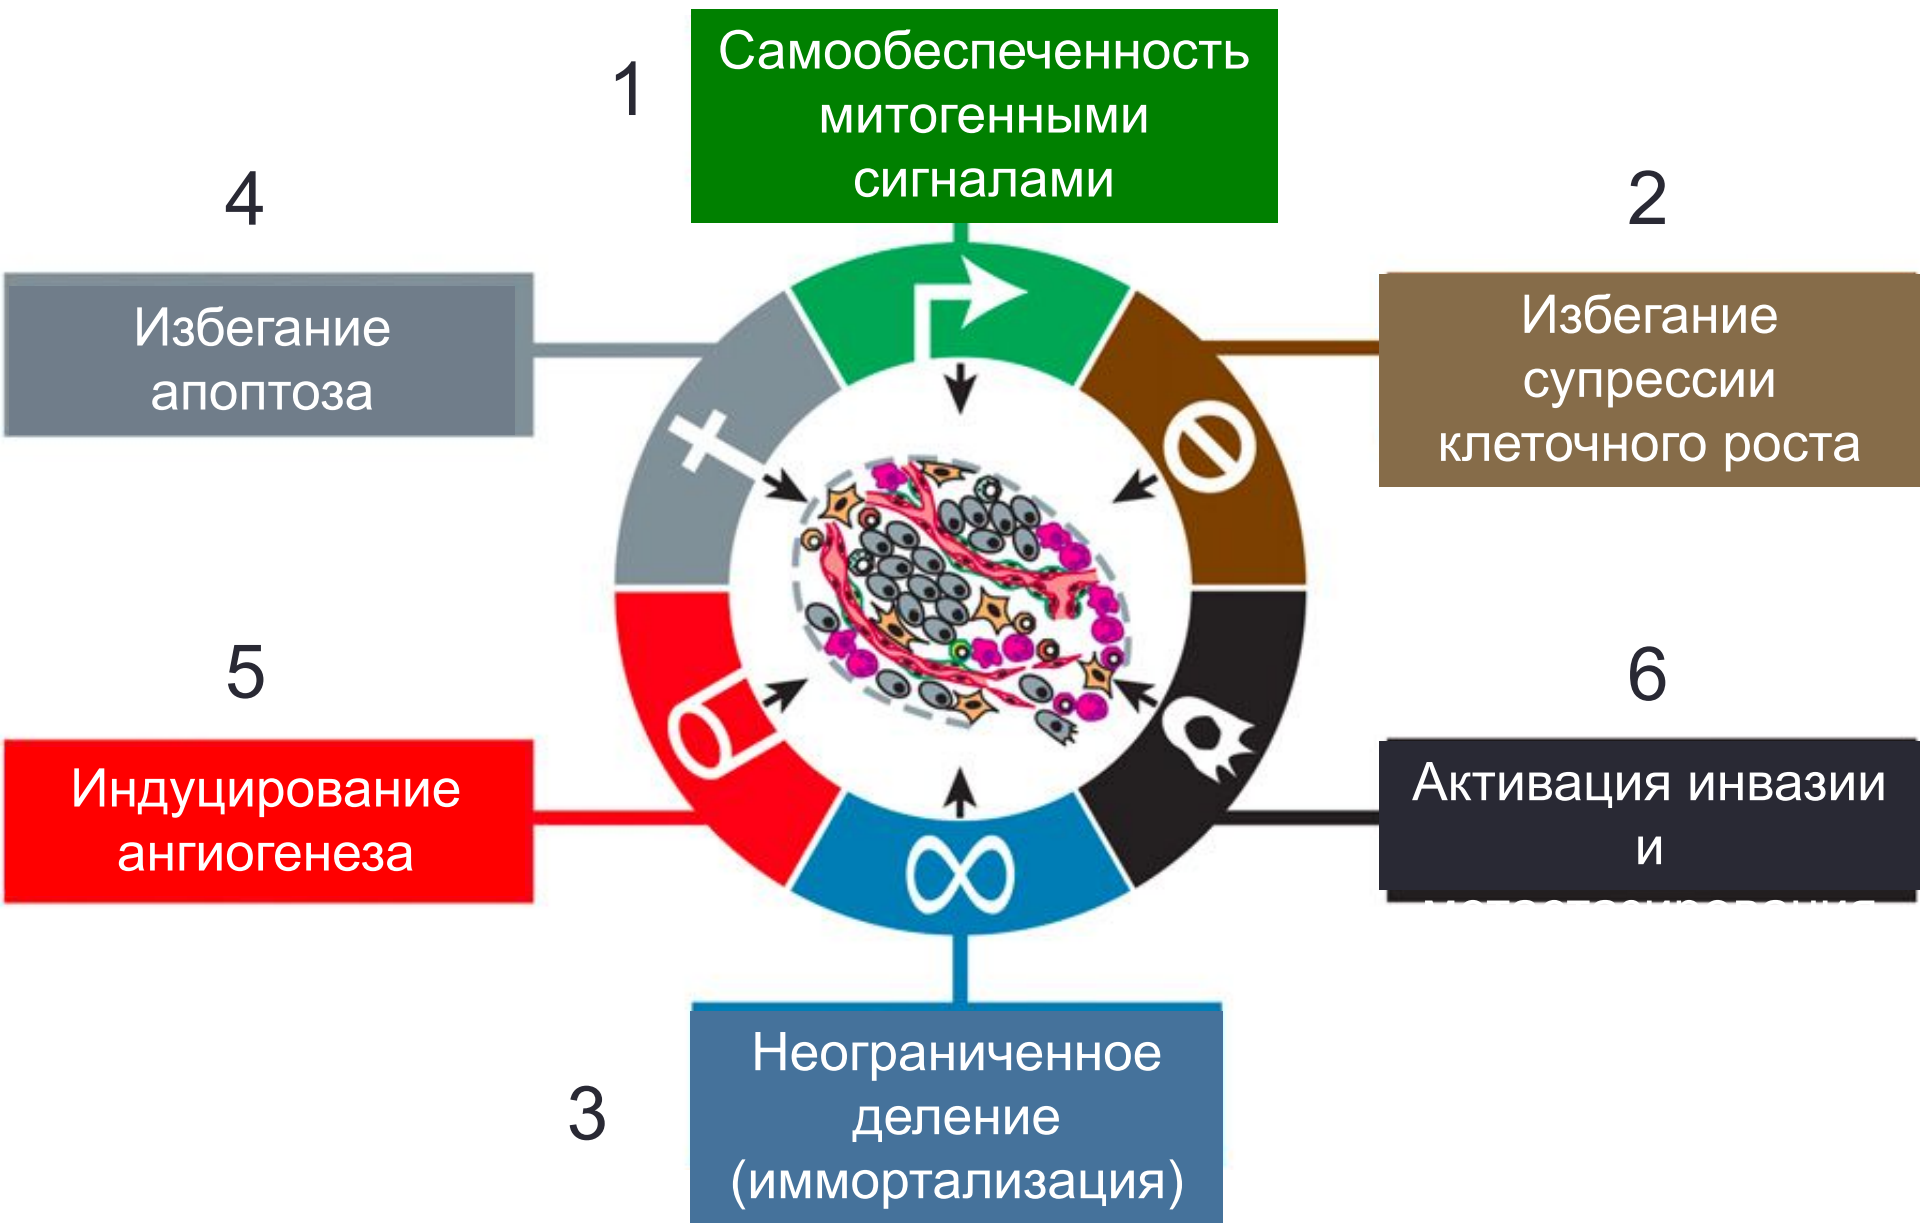 1
Самообеспеченность
митогенными
сигналами
4
2
Избегание
апоптоза
Избегание
супрессии
клеточного роста
5
6
Индуцирование
ангиогенеза
Активация инвазии
и
3
Неограниченное
деление
(иммортализация)